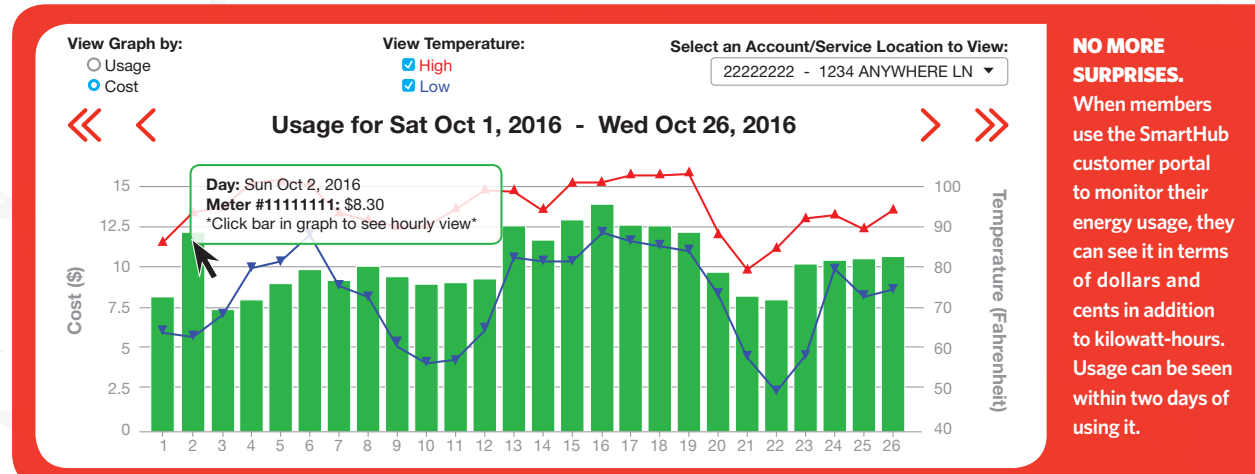 View Graph by:
Usage
Cost
View Temperature:
High
Low
Select an Account/Service Location to View:
22222222 - 1234 ANYWHERE LN
Usage for Sat Oct 1, 2016 - Wed Oct 26, 2016
Day: Sun Oct 2, 2016
Meter #11111111: $8.30
*Click bar in graph to see hourly view*
Cost ($)
15
12.5
10
7.5
5
2.5
0
100
90
80
70
60
50
40
Temperature (Fahrenheit)
1 2 3 4 5 6 7 8 9 10 11 12 13 14 15 16 17 18 19 20 21 22 23 24 25 26
NO MORE
SURPRISES.
When members
use the SmartHub
customer portal
to monitor their
energy usage, they
can see it in terms
of dollars and
cents in addition
to kilowatt-hours.
Usage can be seen
within two days of
using it.